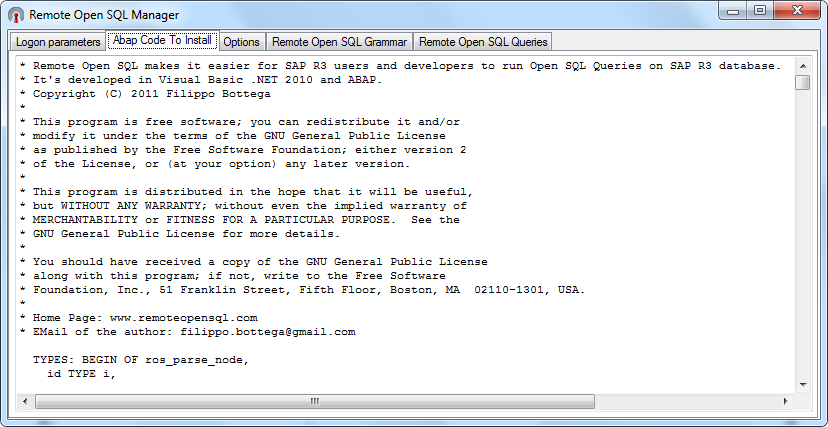 Remote Open SQL Manager
Logon parameters Abap Code To Install Options Remote Open SQL Grammar Remote Open SQL Queries
* Remote Open SQL makes it easier for SAP R3 users and developers to run Open SQL Queries on SAP R3 database.
* It's developed in Visual Basic .NET 2010 and ABAP.
* Copyright (C) 2011 Filippo Bottega
*
* This program is free software; you can redistribute it and/or
* modify it under the terms of the GNU General Public License
* as published by the Free Software Foundation; either version 2
* of the License, or (at your option) any later version.
*
* This program is distributed in the hope that it will be useful,
* but WITHOUT ANY WARRANTY; without even the implied warranty of
* MERCHANTABILITY or FITNESS FOR A PARTICULAR PURPOSE.  See the
* GNU General Public License for more details.
*
* You should have received a copy of the GNU General Public License
* along with this program; if not, write to the Free Software
* Foundation, Inc., 51 Franklin Street, Fifth Floor, Boston, MA  02110-1301, USA.
*
* Home Page: www.remoteopensql.com
* EMail of the author: filippo.bottega@gmail.com
TYPES: BEGIN OF ros_parse_node,
id TYPE i,